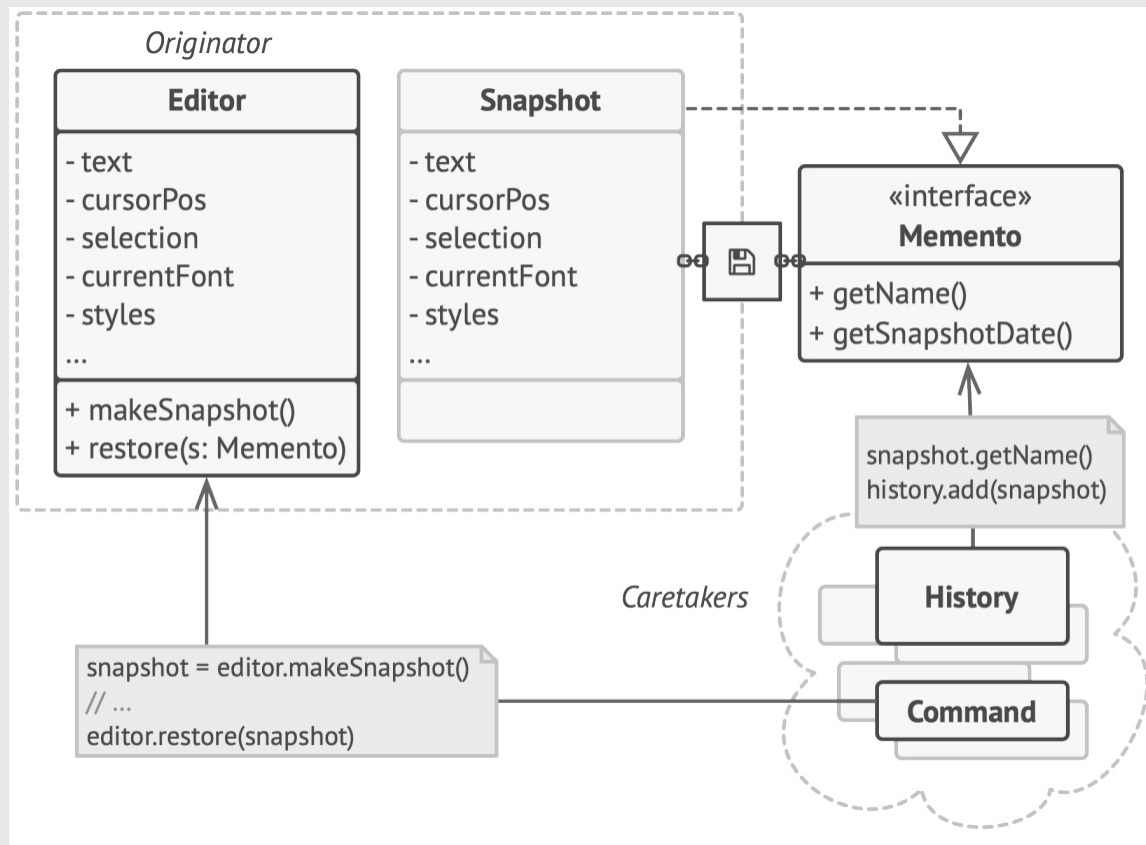 Originator
Editor
- text
- cursorPos
- selection
- currentFont
- styles
...
+ makeSnapshot()
+ restore(s: Memento)
Snapshot
- text
- cursorPos
- selection
- currentFont
- styles
...
«interface»
Memento
+ getName()
+ getSnapshotDate()
snapshot.getName()
history.add(snapshot)
Caretakers
History
Command
snapshot = editor.makeSnapshot()
// ...
editor.restore(snapshot)